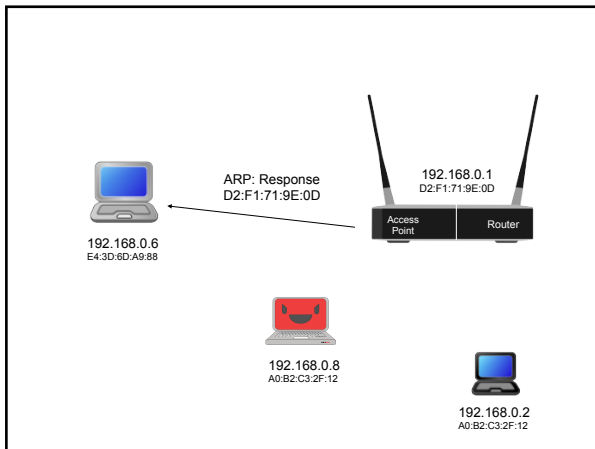 ARP: Response
D2:F1:71:9E:0D
192.168.0.1
D2:F1:71:9E:0D
Access
Point
Router
192.168.0.6
E4:3D:6D:A9:88
192.168.0.8
A0:B2:C3:2F:12
192.168.0.2
A0:B2:C3:2F:12